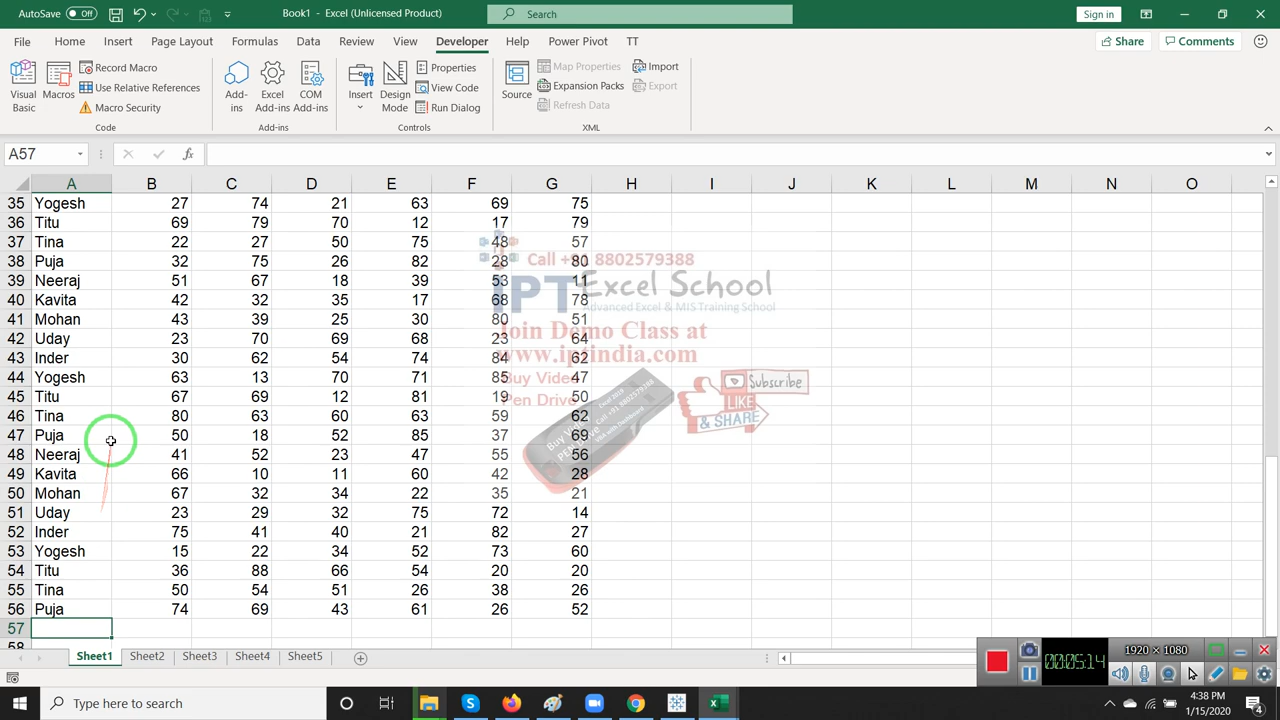 AutoSave Off Book1 - Excel (Unlicensed Product) Search Sign in
File Home Insert Page Layout Formulas Data Review View Developer Help Power Pivot TT Share Comments
Visual Basic Macros Record Macro Use Relative References Macro Security Add-ins Excel Add-ins COM Add-ins Insert Design Mode Properties View Code Run Dialog Source Map Properties Expansion Packs Refresh Data Import Export
Code Add-ins Controls XML
A57 fx
A B C D E F G H I J K L M N O
35 Yogesh 27 74 21 63 69 75
36 Titu 69 79 70 12 17 79
37 Tina 22 27 50 75 48 57
38 Puja 32 75 26 82 28 80
39 Neeraj 51 67 18 39 53 11
40 Kavita 42 32 35 17 68 78
41 Mohan 43 39 25 30 80 51
42 Uday 23 70 69 68 23 64
43 Inder 30 62 54 74 84 62
44 Yogesh 63 13 70 71 85 47
45 Titu 67 69 12 81 19 50
46 Tina 80 63 60 63 59 62
47 Puja 50 18 52 85 37 69
48 Neeraj 41 52 23 47 55 56
49 Kavita 66 10 11 60 42 28
50 Mohan 67 32 34 22 35 21
51 Uday 23 29 32 75 72 14
52 Inder 75 41 40 21 82 27
53 Yogesh 15 22 34 52 73 60
54 Titu 36 88 66 54 20 20
55 Tina 50 54 51 26 38 26
56 Puja 74 69 43 61 26 52
57
58
Call +91 8802579388
IPT Excel School
Advanced Excel & MIS Training School
Join Demo Class at
www.iptindia.com
Buy Video
Pen Drive
Subscribe
LIKE
& SHARE
Sheet1 Sheet2 Sheet3 Sheet4 Sheet5
1920 × 1080
00:05:14
Type here to search
4:38 PM
1/15/2020
4